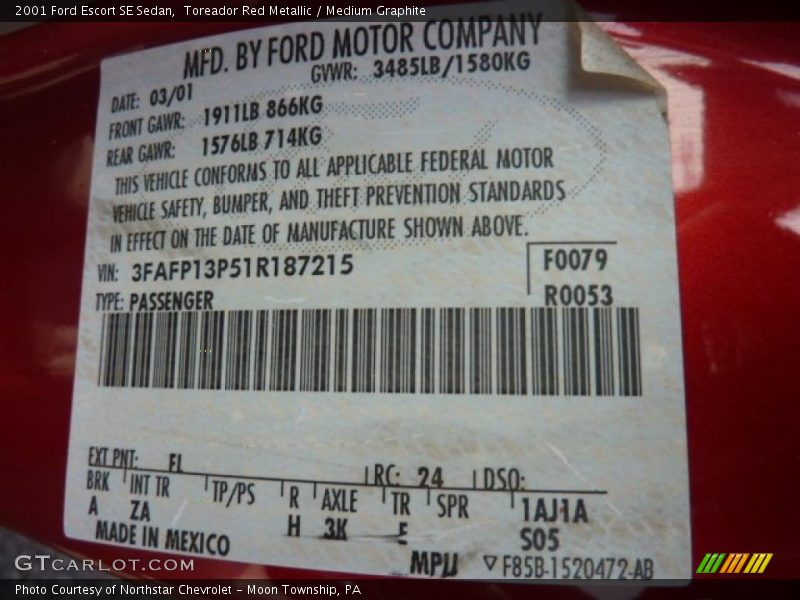 2001 Ford Escort SE Sedan,  Toreador Red Metallic / Medium Graphite
MFD. BY FORD MOTOR COMPANY
DATE: 03/01 GVWR: 3485LB/1580KG
FRONT GAWR: 1911LB 866KG
REAR GAWR: 1576LB 714KG
THIS VEHICLE CONFORMS TO ALL APPLICABLE FEDERAL MOTOR
VEHICLE SAFETY, BUMPER, AND THEFT PREVENTION STANDARDS
IN EFFECT ON THE DATE OF MANUFACTURE SHOWN ABOVE.
VIN: 3FAFP13P51R187215 F0079
TYPE: PASSENGER R0053
EXT PNT: FL RC: 24 DSO:
BRK INT TR TP/PS R AXLE TR SPR 1AJ1A
A ZA H 3K E S05
MADE IN MEXICO
MPU ▽ F85B-1520472-AB
GTCarLot.com
Photo Courtesy of Northstar Chevrolet - Moon Township, PA